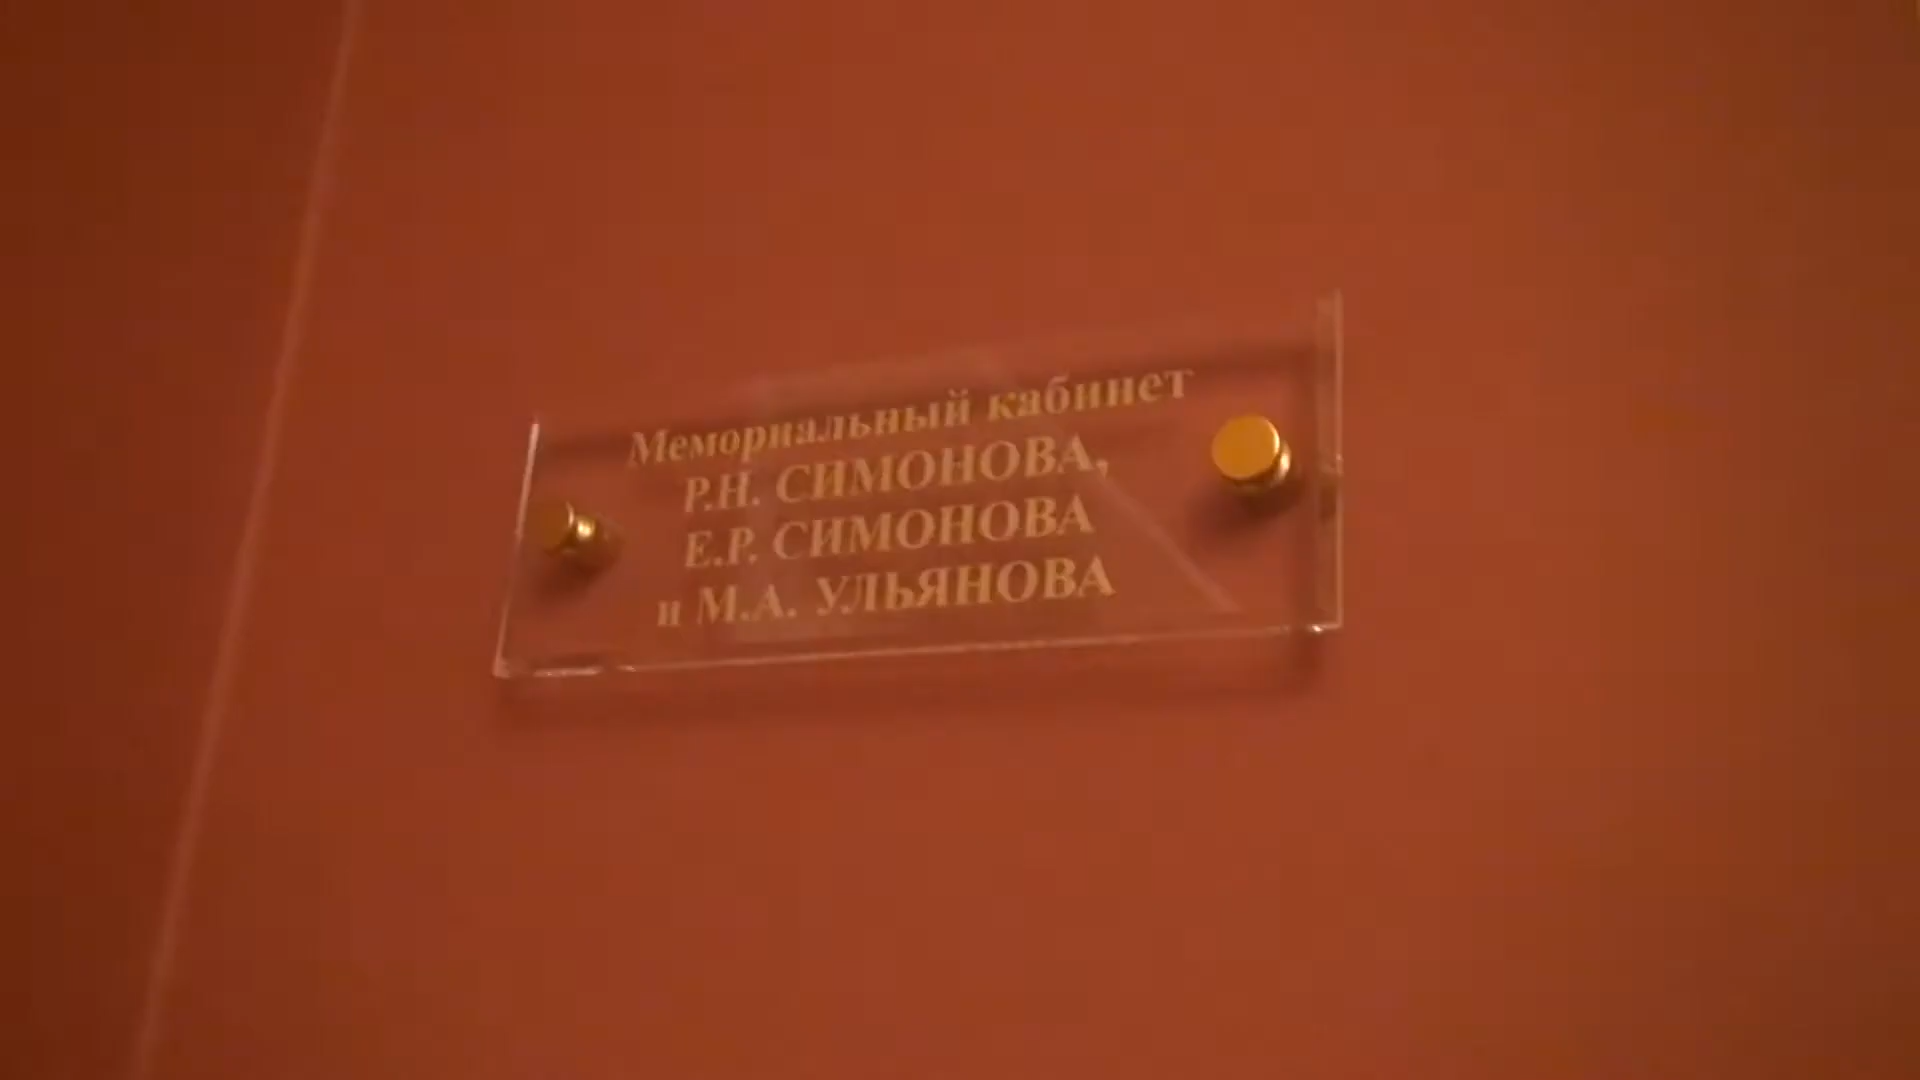 Мемориальный кабинет
Р.Н. СИМОНОВА,
Е.Р. СИМОНОВА
и М.А. УЛЬЯНОВА